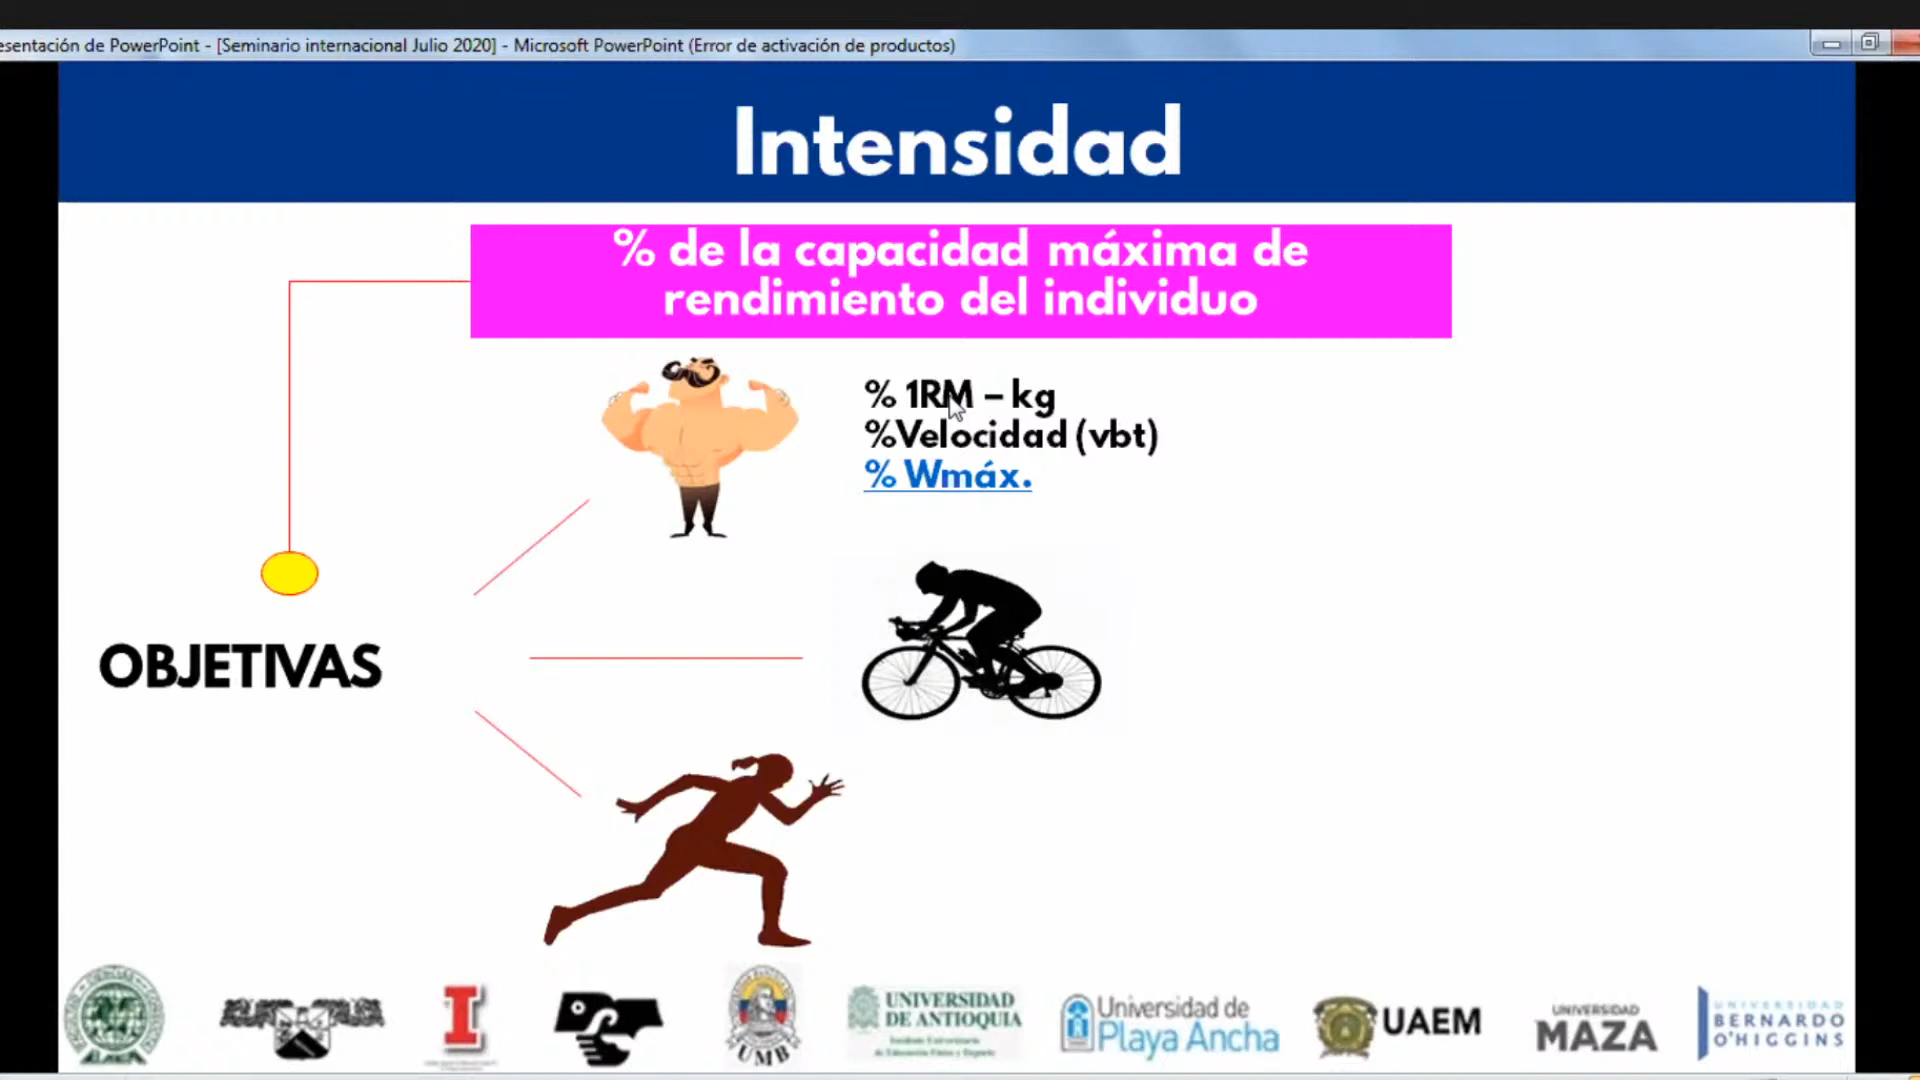 esentación de PowerPoint - [Seminario internacional Julio 2020] - Microsoft PowerPoint (Error de activación de productos)
Intensidad
% de la capacidad máxima de
rendimiento del individuo
% 1RM – kg
%Velocidad (vbt)
% Wmáx.
OBJETIVAS
UMB
UNIVERSIDAD
DE ANTIOQUIA
Instituto Universitario
de Educación Física y Deporte
Universidad de
Playa Ancha
UAEM
UNIVERSIDAD
MAZA
UNIVERSIDAD
BERNARDO
O'HIGGINS